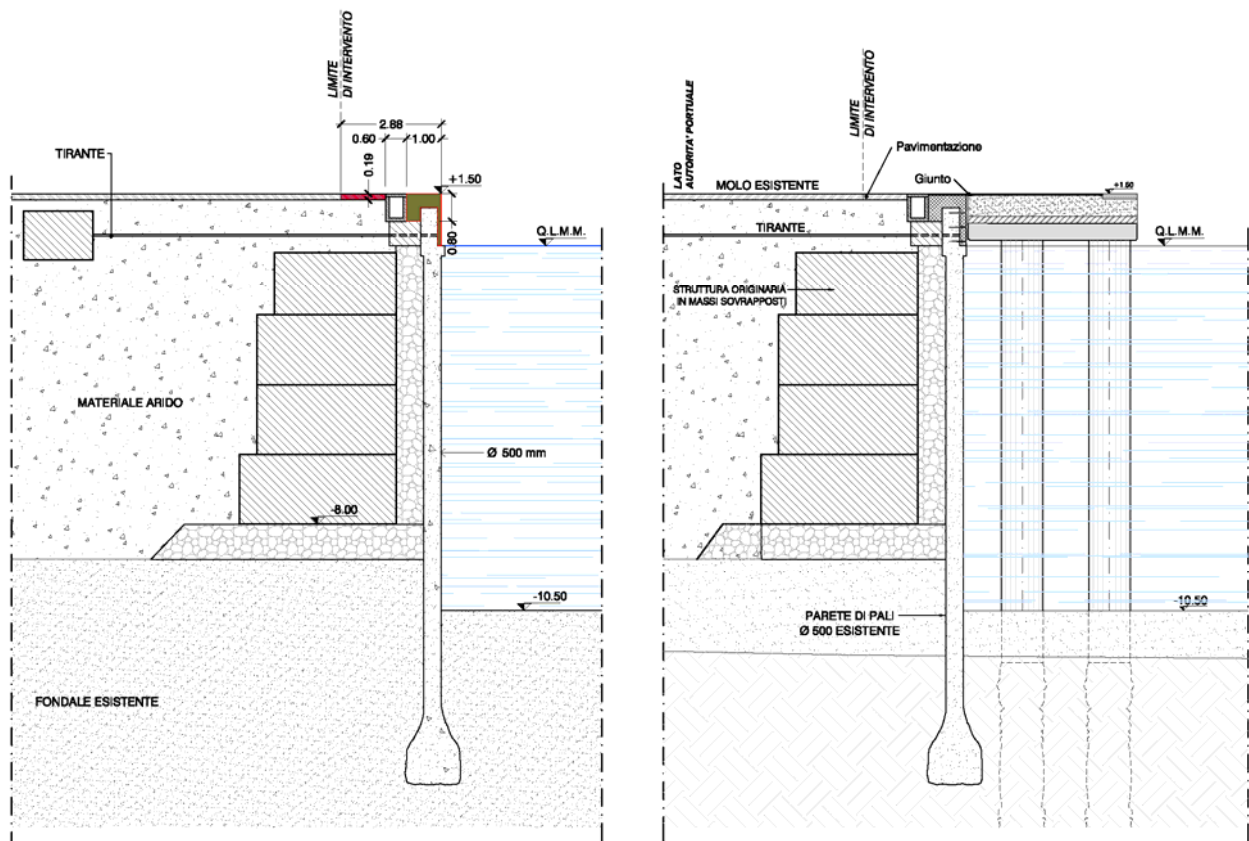 LIMITE
DI INTERVENTO
2.88
0.60
1.00
0.19
TIRANTE
+1.50
0.80
Q.L.M.M.
MATERIALE ARIDO
Ø 500 mm
-8.00
-10.50
FONDALE ESISTENTE
LATO
AUTORITA' PORTUALE
LIMITE
DI INTERVENTO
Pavimentazione
Giunto
MOLO ESISTENTE
+1.50
TIRANTE
Q.L.M.M.
STRUTTURA ORIGINARIA
IN MASSI SOVRAPPOSTI
PARETE DI PALI
Ø 500 ESISTENTE
-10.50